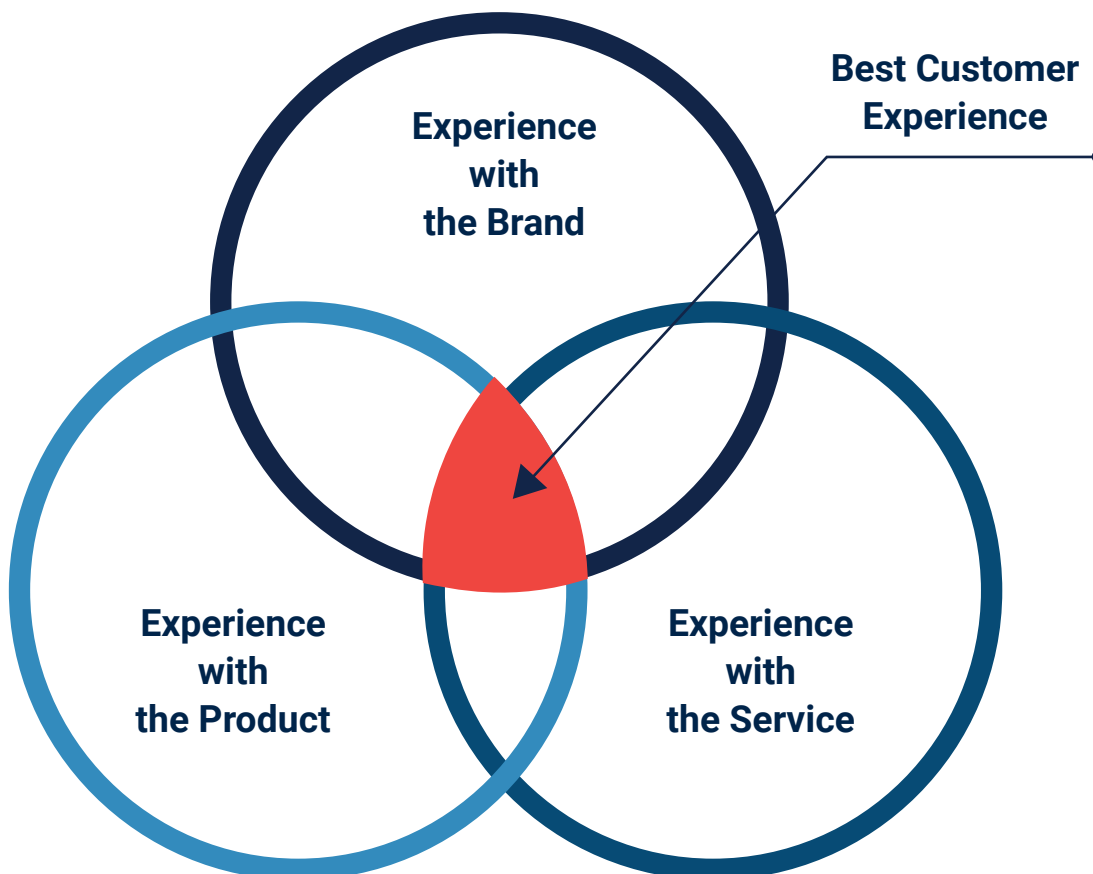 Best Customer
Experience
Experience
with
the Brand
Experience
with
the Product
Experience
with
the Service